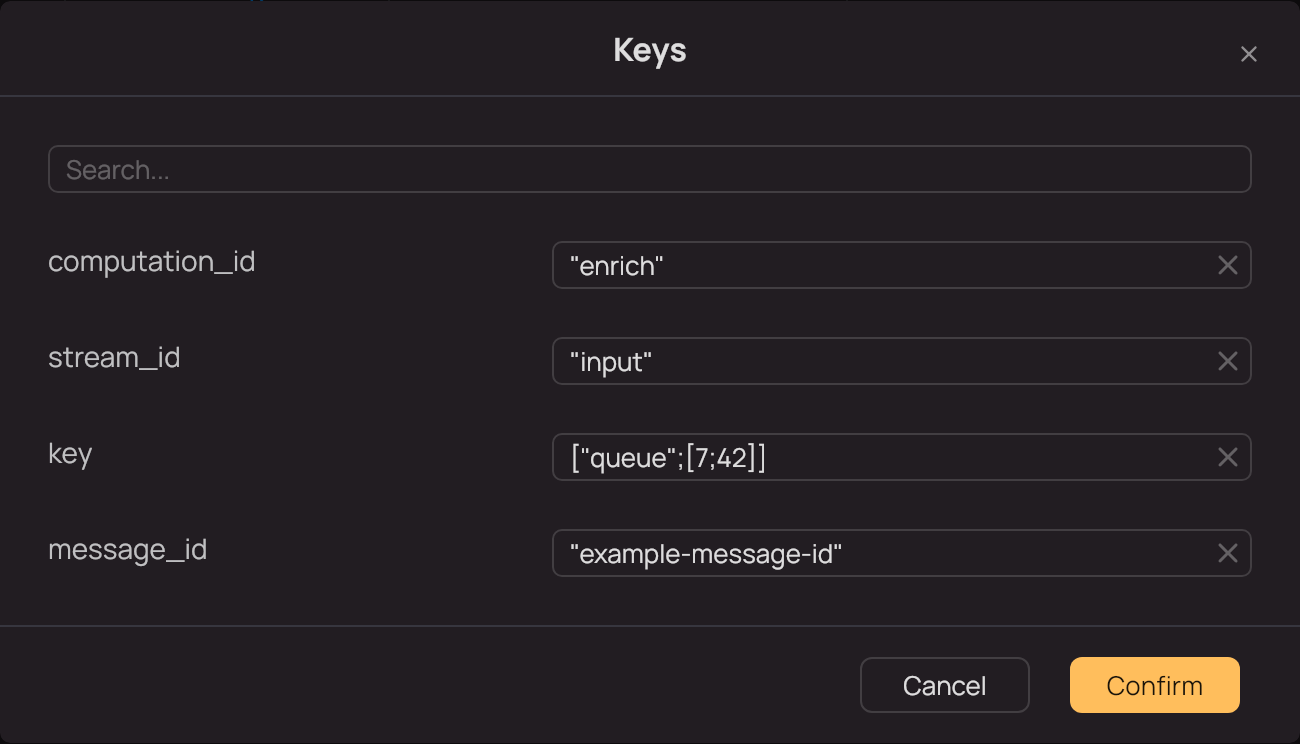 Keys
Search...
computation_id
"enrich"
stream_id
"input"
key
["queue";[7;42]]
message_id
"example-message-id"
Cancel
Confirm